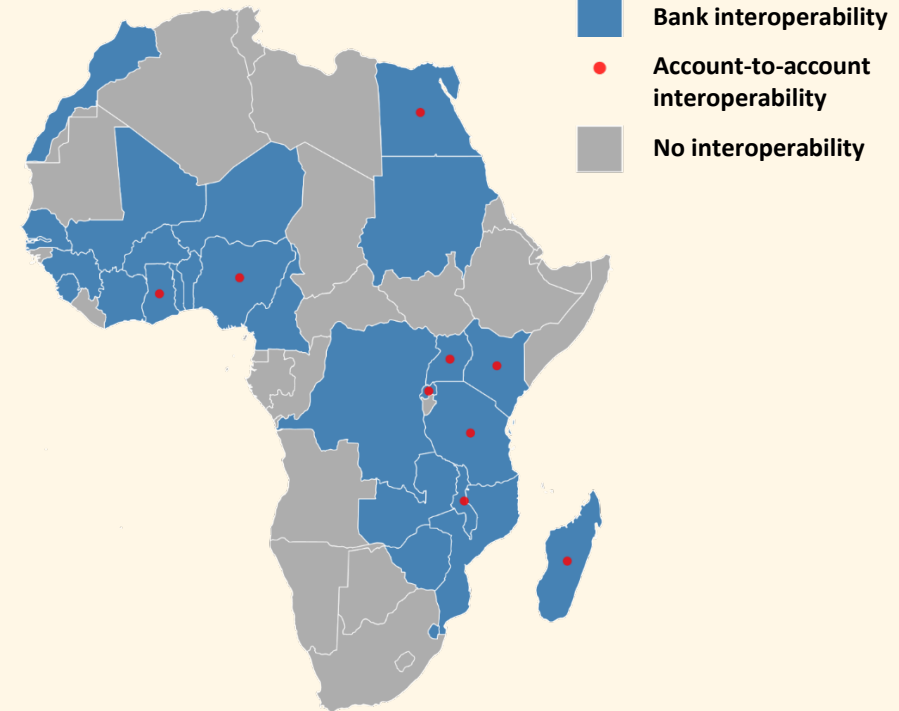 Bank interoperability
Account-to-account
interoperability
No interoperability